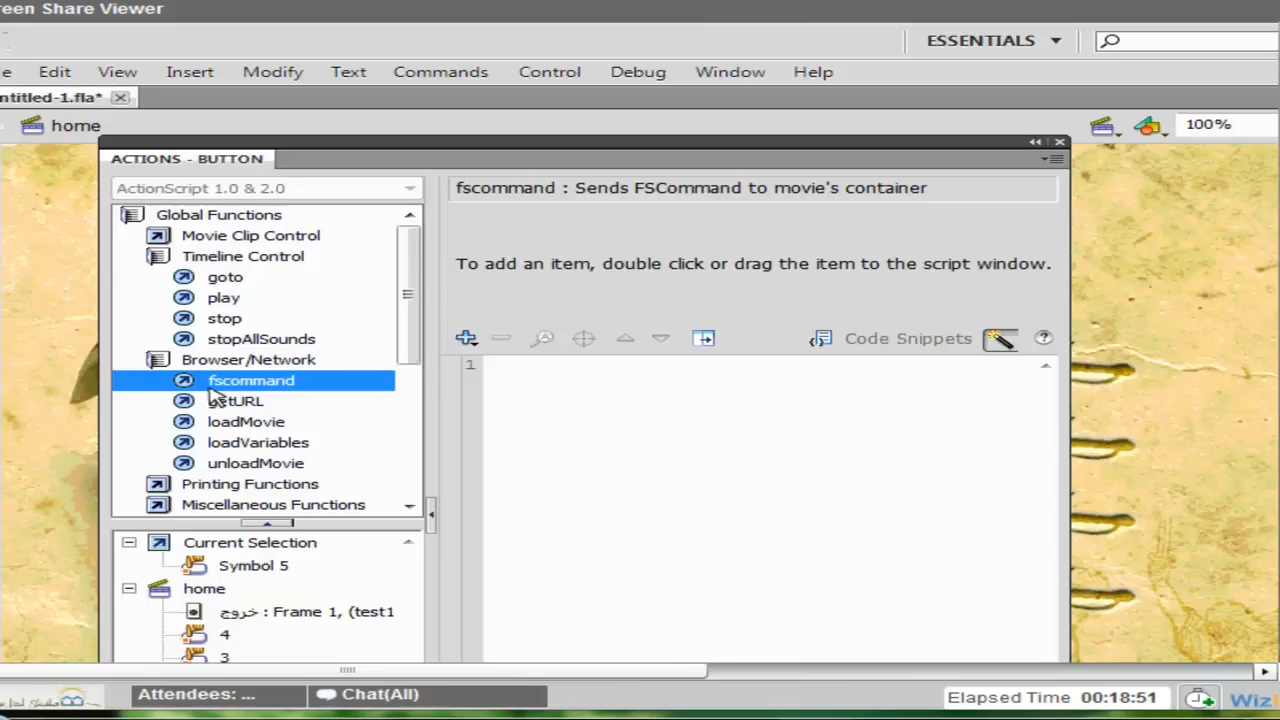 reen Share Viewer
ESSENTIALS
e Edit View Insert Modify Text Commands Control Debug Window Help
ntitled-1.fla*
home
100%
ACTIONS - BUTTON
ActionScript 1.0 & 2.0
fscommand : Sends FSCommand to movie's container
Global Functions
Movie Clip Control
Timeline Control
To add an item, double click or drag the item to the script window.
goto
play
stop
stopAllSounds
Code Snippets
Browser/Network
1
fscommand
getURL
loadMovie
loadVariables
unloadMovie
Printing Functions
Miscellaneous Functions
Current Selection
Symbol 5
home
خروج : Frame 1, (test1
4
3
Attendees: ...
Chat(All)
Elapsed Time 00:18:51
Wiz